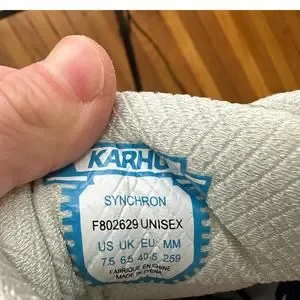 KARHU
SYNCHRON
F802629 UNISEX
US UK EU MM
7.5 6.5 40.5 259
FABRIQUE EN CHINE
MADE IN CHINA